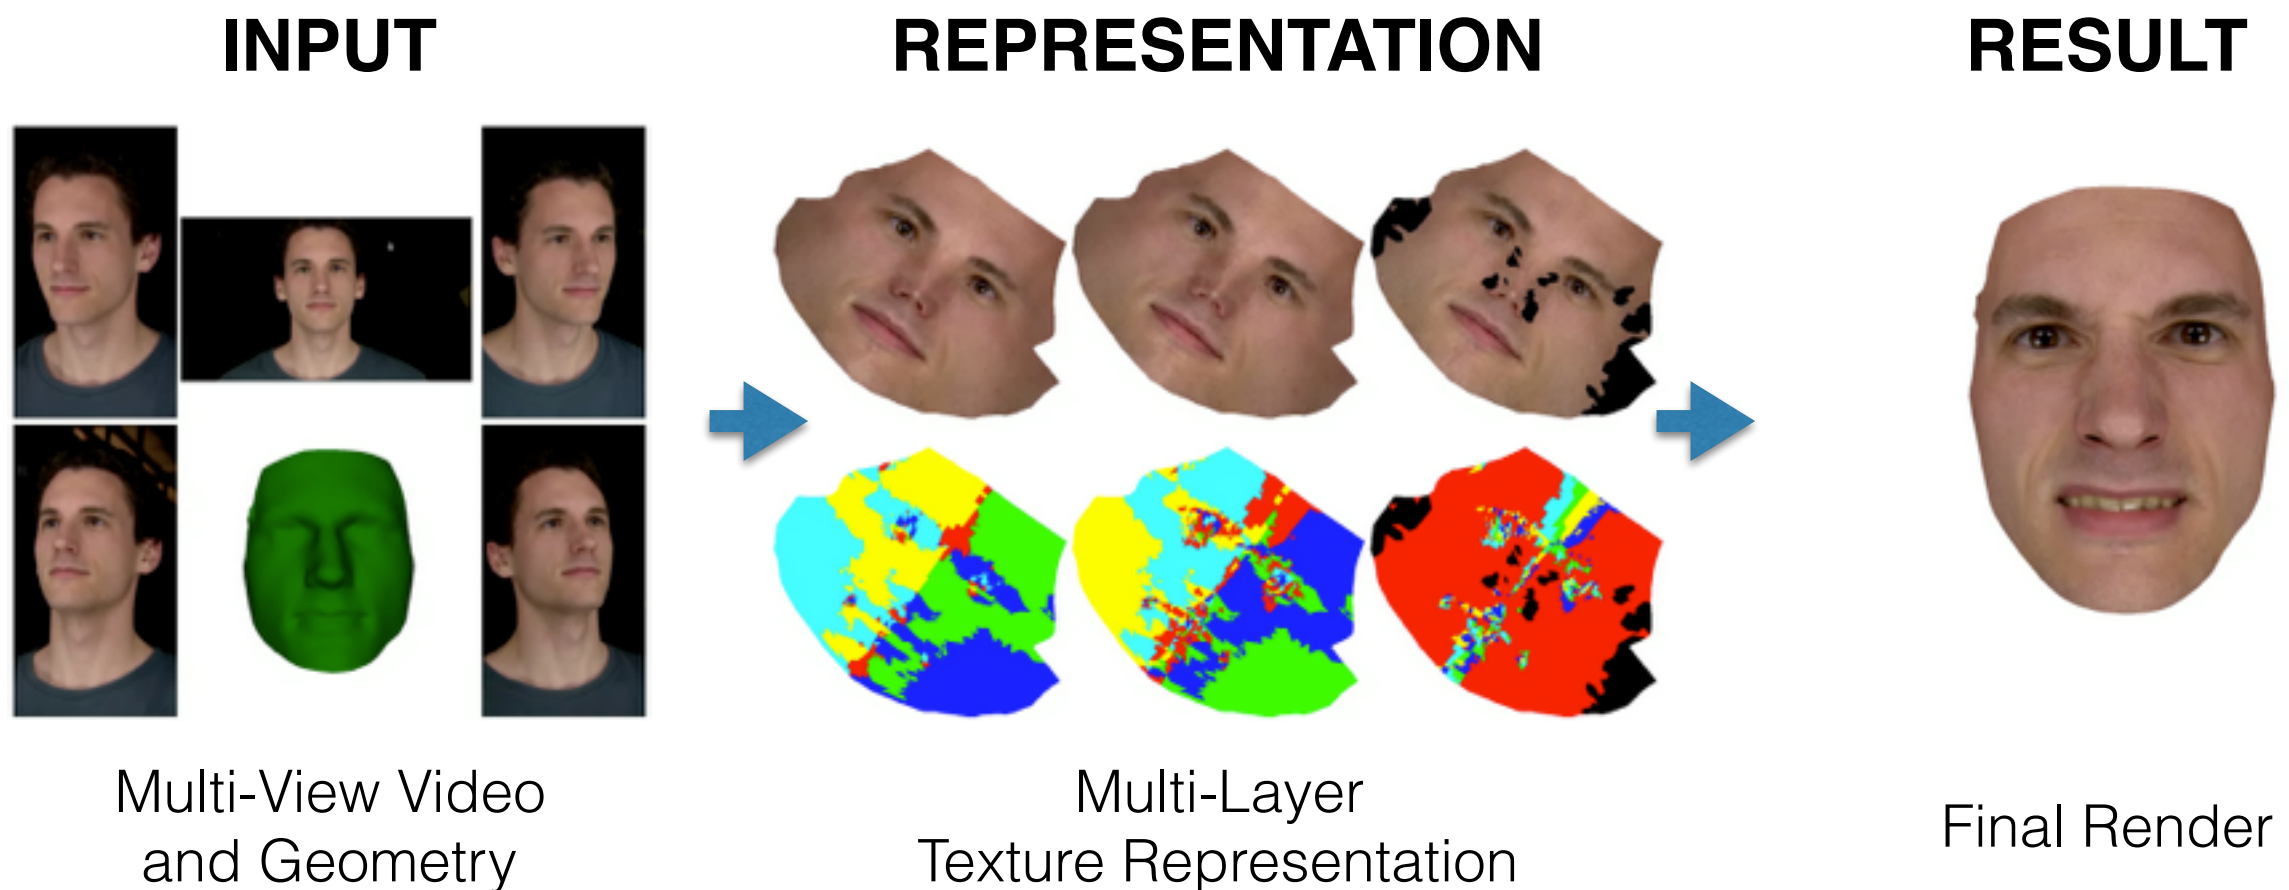 INPUT
REPRESENTATION
RESULT
Multi-View Video
and Geometry
Multi-Layer
Texture Representation
Final Render